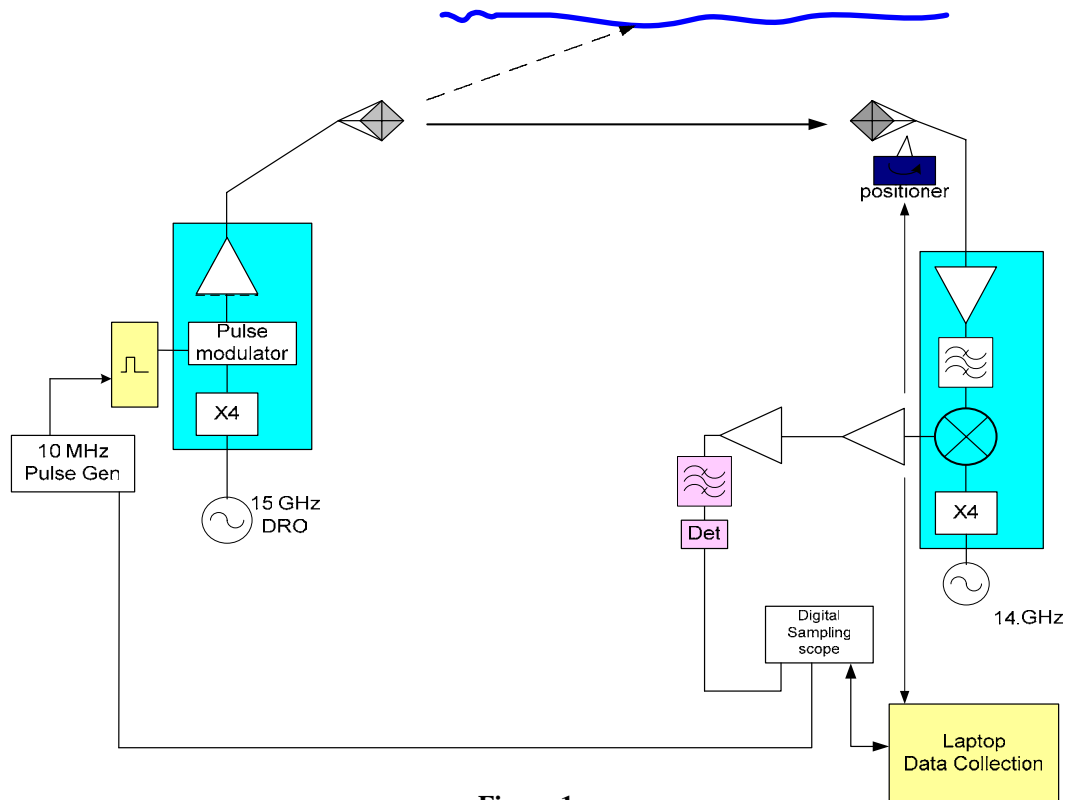 positioner
Pulse
modulator
X4
10 MHz
Pulse Gen
15 GHz
DRO
Det
X4
14.GHz
Digital
Sampling
scope
Laptop
Data Collection